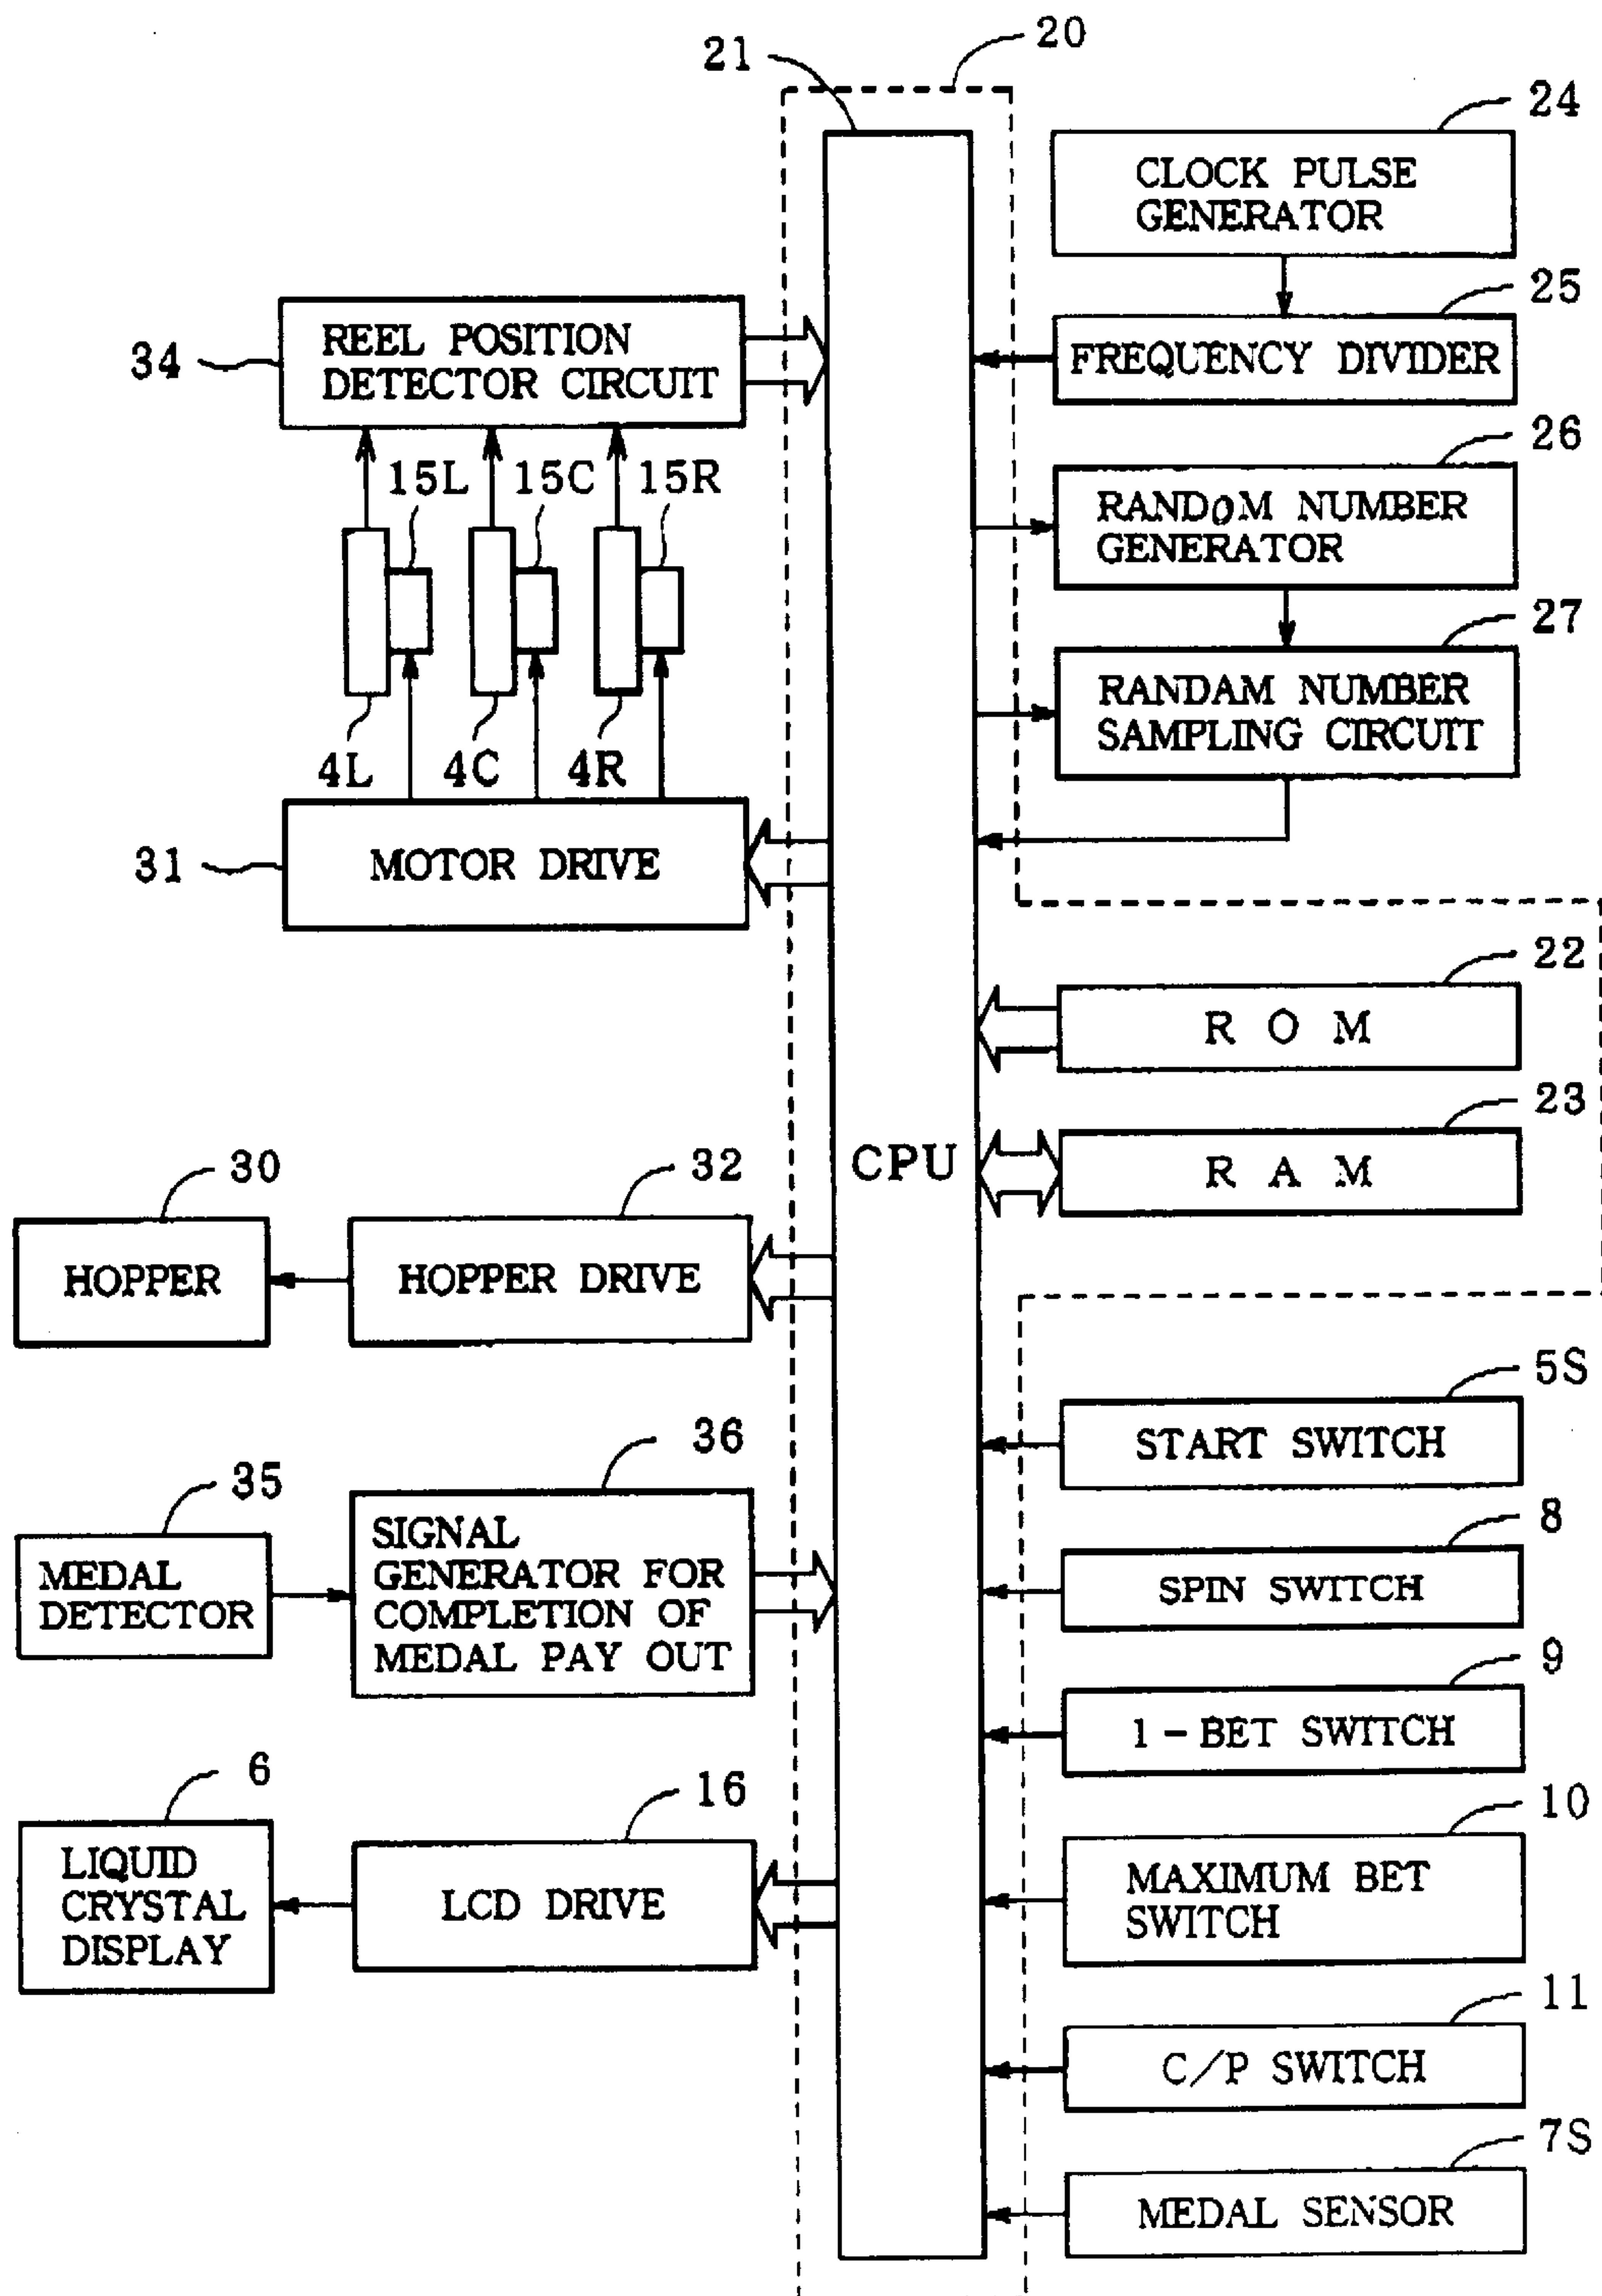 20
21
24
CLOCK PULSE
GENERATOR
25
FREQUENCY DIVIDER
34
REEL POSITION
DETECTOR CIRCUIT
26
RANDOM NUMBER
GENERATOR
15L
15C
15R
27
RANDAM NUMBER
SAMPLING CIRCUIT
4L
4C
4R
31
MOTOR DRIVE
22
ROM
23
RAM
CPU
30
HOPPER
32
HOPPER DRIVE
5S
START SWITCH
35
MEDAL
DETECTOR
36
SIGNAL
GENERATOR FOR
COMPLETION OF
MEDAL PAY OUT
8
SPIN SWITCH
9
1-BET SWITCH
6
LIQUID
CRYSTAL
DISPLAY
16
LCD DRIVE
10
MAXIMUM BET
SWITCH
11
C/P SWITCH
7S
MEDAL SENSOR